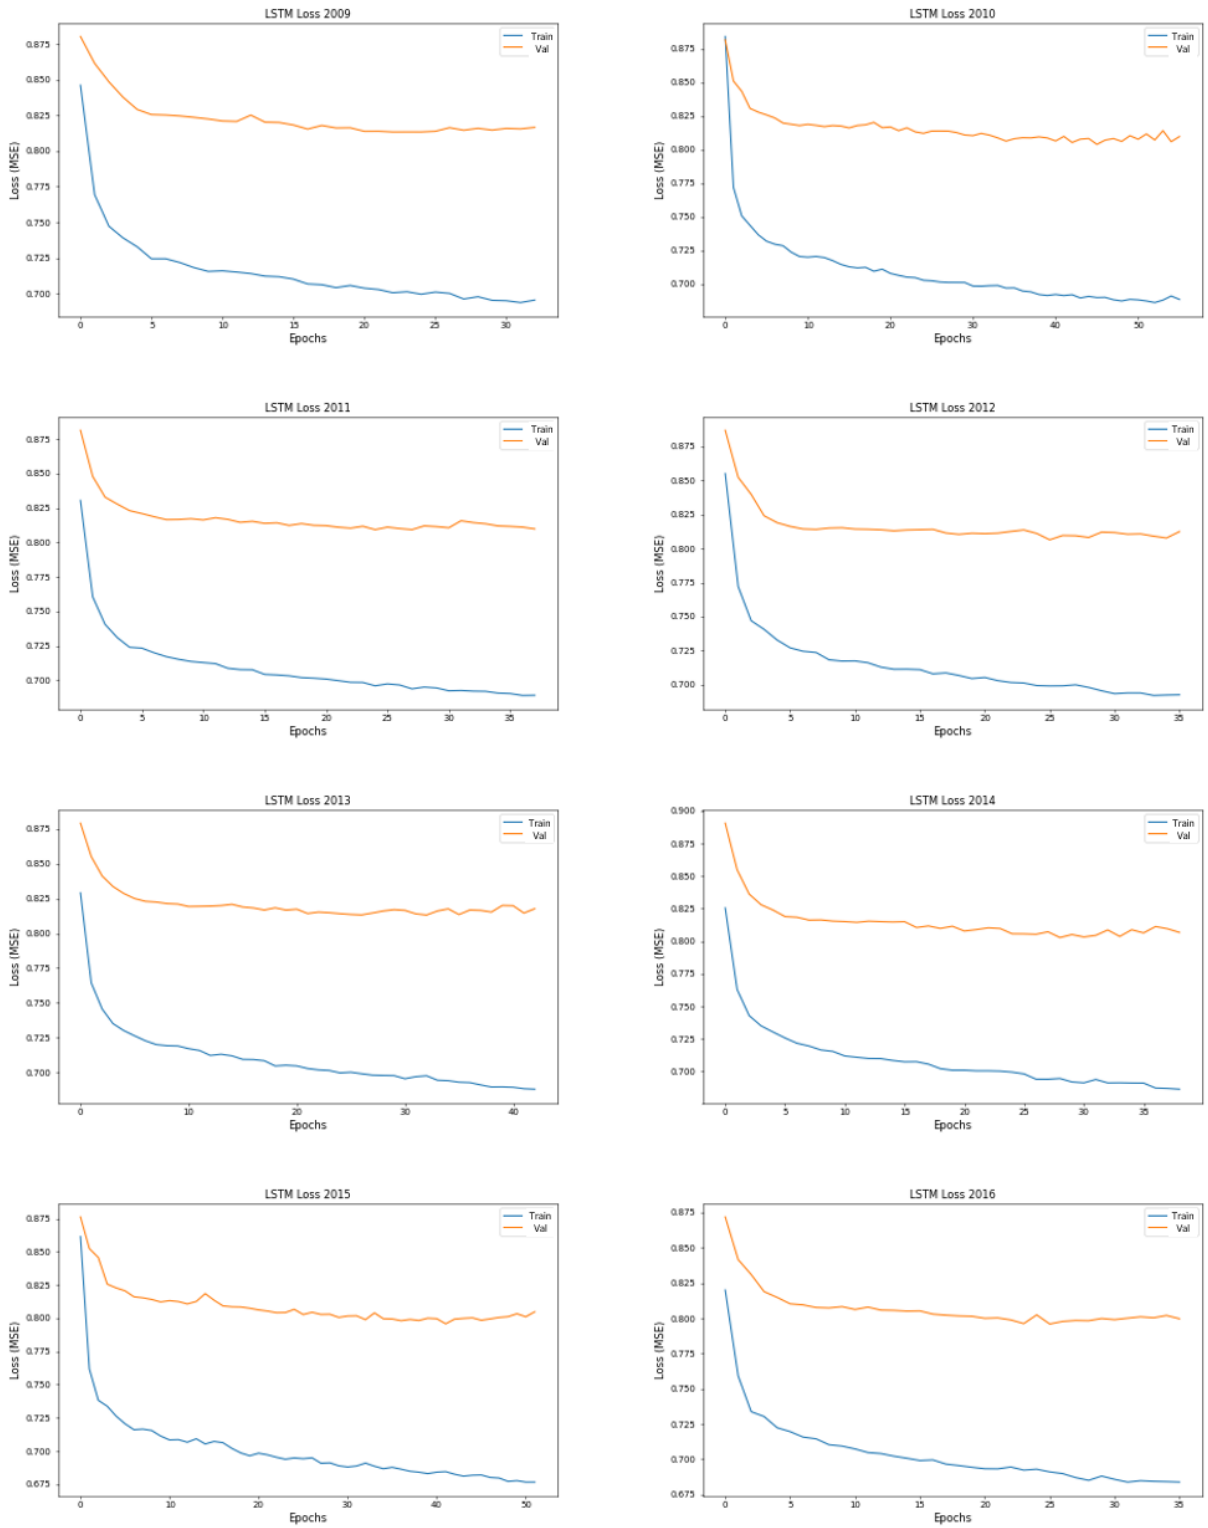 LSTM Loss 2009
Train
Val
Loss (MSE)
0.875
0.850
0.825
0.800
0.775
0.750
0.725
0.700
0 5 10 15 20 25 30
Epochs
LSTM Loss 2010
Train
Val
Loss (MSE)
0.875
0.850
0.825
0.800
0.775
0.750
0.725
0.700
0 10 20 30 40 50
Epochs
LSTM Loss 2011
Train
Val
Loss (MSE)
0.875
0.850
0.825
0.800
0.775
0.750
0.725
0.700
0 5 10 15 20 25 30 35
Epochs
LSTM Loss 2012
Train
Val
Loss (MSE)
0.875
0.850
0.825
0.800
0.775
0.750
0.725
0.700
0 5 10 15 20 25 30 35
Epochs
LSTM Loss 2013
Train
Val
Loss (MSE)
0.875
0.850
0.825
0.800
0.775
0.750
0.725
0.700
0 10 20 30 40
Epochs
LSTM Loss 2014
Train
Val
Loss (MSE)
0.900
0.875
0.850
0.825
0.800
0.775
0.750
0.725
0.700
0 5 10 15 20 25 30 35
Epochs
LSTM Loss 2015
Train
Val
Loss (MSE)
0.875
0.850
0.825
0.800
0.775
0.750
0.725
0.700
0.675
0 10 20 30 40 50
Epochs
LSTM Loss 2016
Train
Val
Loss (MSE)
0.875
0.850
0.825
0.800
0.775
0.750
0.725
0.700
0.675
0 5 10 15 20 25 30 35
Epochs